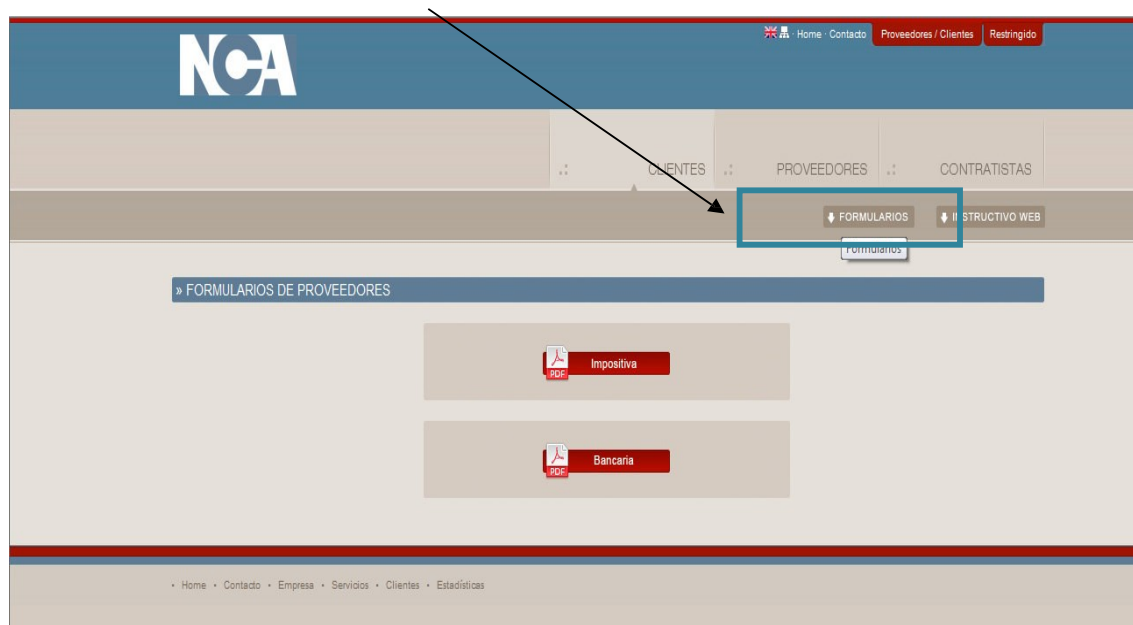 NCA
· Home · Contacto Proveedores / Clientes Restringido
.: CLIENTES .: PROVEEDORES .: CONTRATISTAS
FORMULARIOS INSTRUCTIVO WEB
Formularios
» FORMULARIOS DE PROVEEDORES
PDF Impositiva
PDF Bancaria
• Home • Contacto • Empresa • Servicios • Clientes • Estadísticas